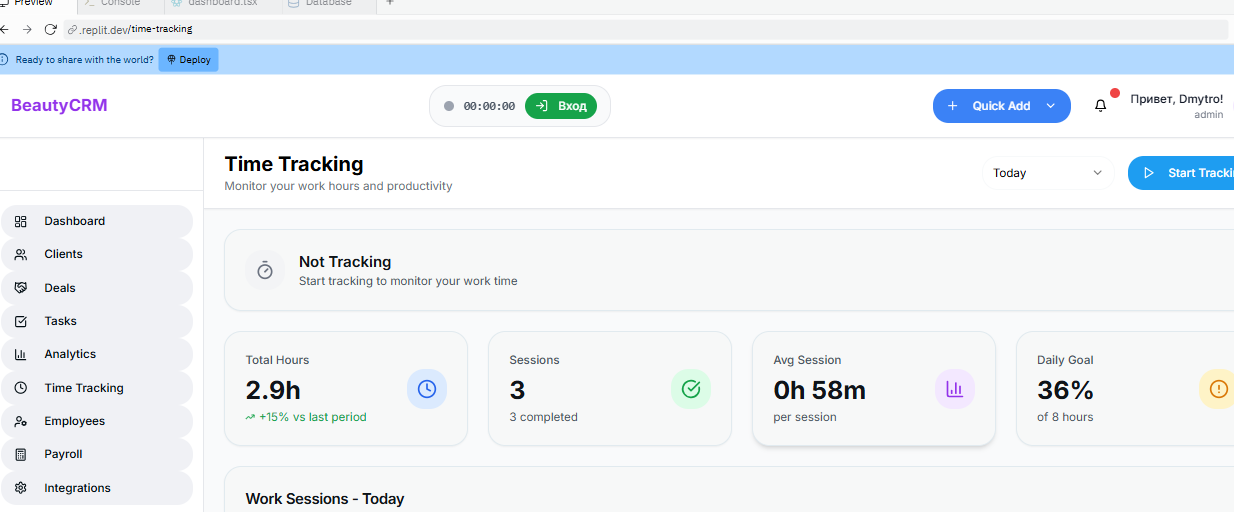 Preview Console dashboard.tsx Database +
.replit.dev/time-tracking
Ready to share with the world? Deploy
BeautyCRM 00:00:00 Вход + Quick Add Привет, Dmytro!
admin
Time Tracking
Monitor your work hours and productivity
Today
Start Tracki
Dashboard
Clients
Deals
Tasks
Analytics
Time Tracking
Employees
Payroll
Integrations
Not Tracking
Start tracking to monitor your work time
Total Hours
2.9h
+15% vs last period
Sessions
3
3 completed
Avg Session
0h 58m
per session
Daily Goal
36%
of 8 hours
Work Sessions - Today